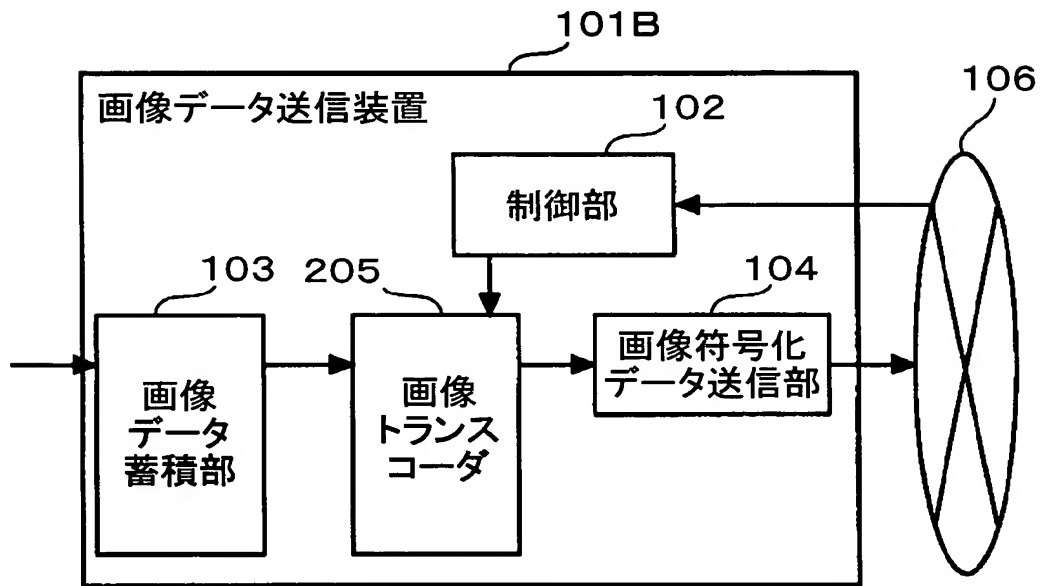 101B
画像データ送信装置
102
106
制御部
103
205
104
画像
データ
蓄積部
画像
トランス
コーダ
画像符号化
データ送信部